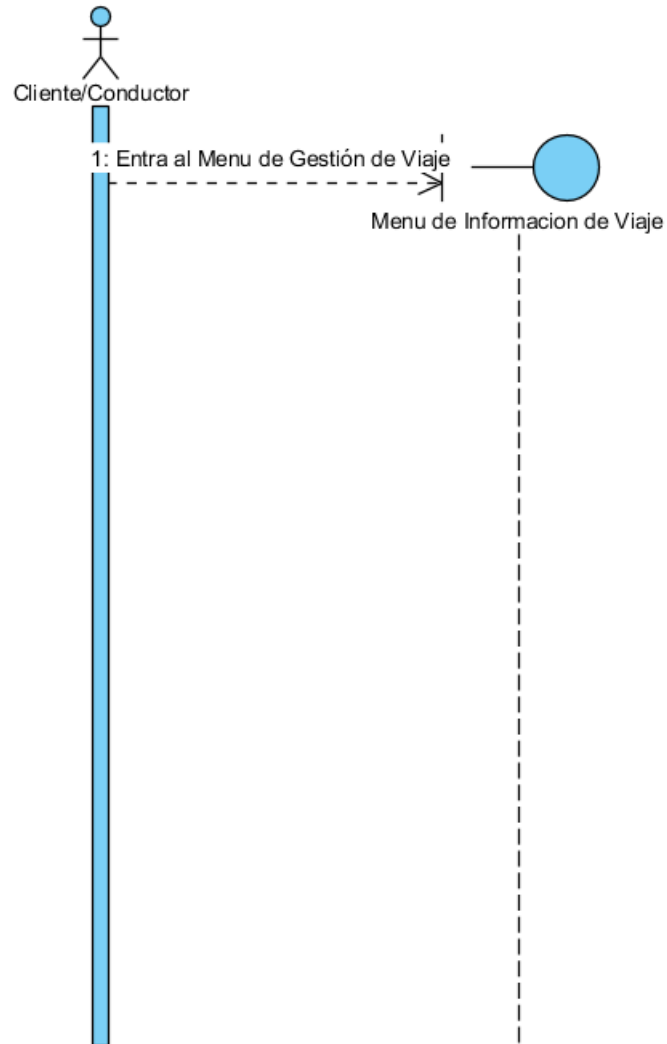 Cliente/Conductor
1: Entra al Menu de Gestión de Viaje
Menu de Informacion de Viaje